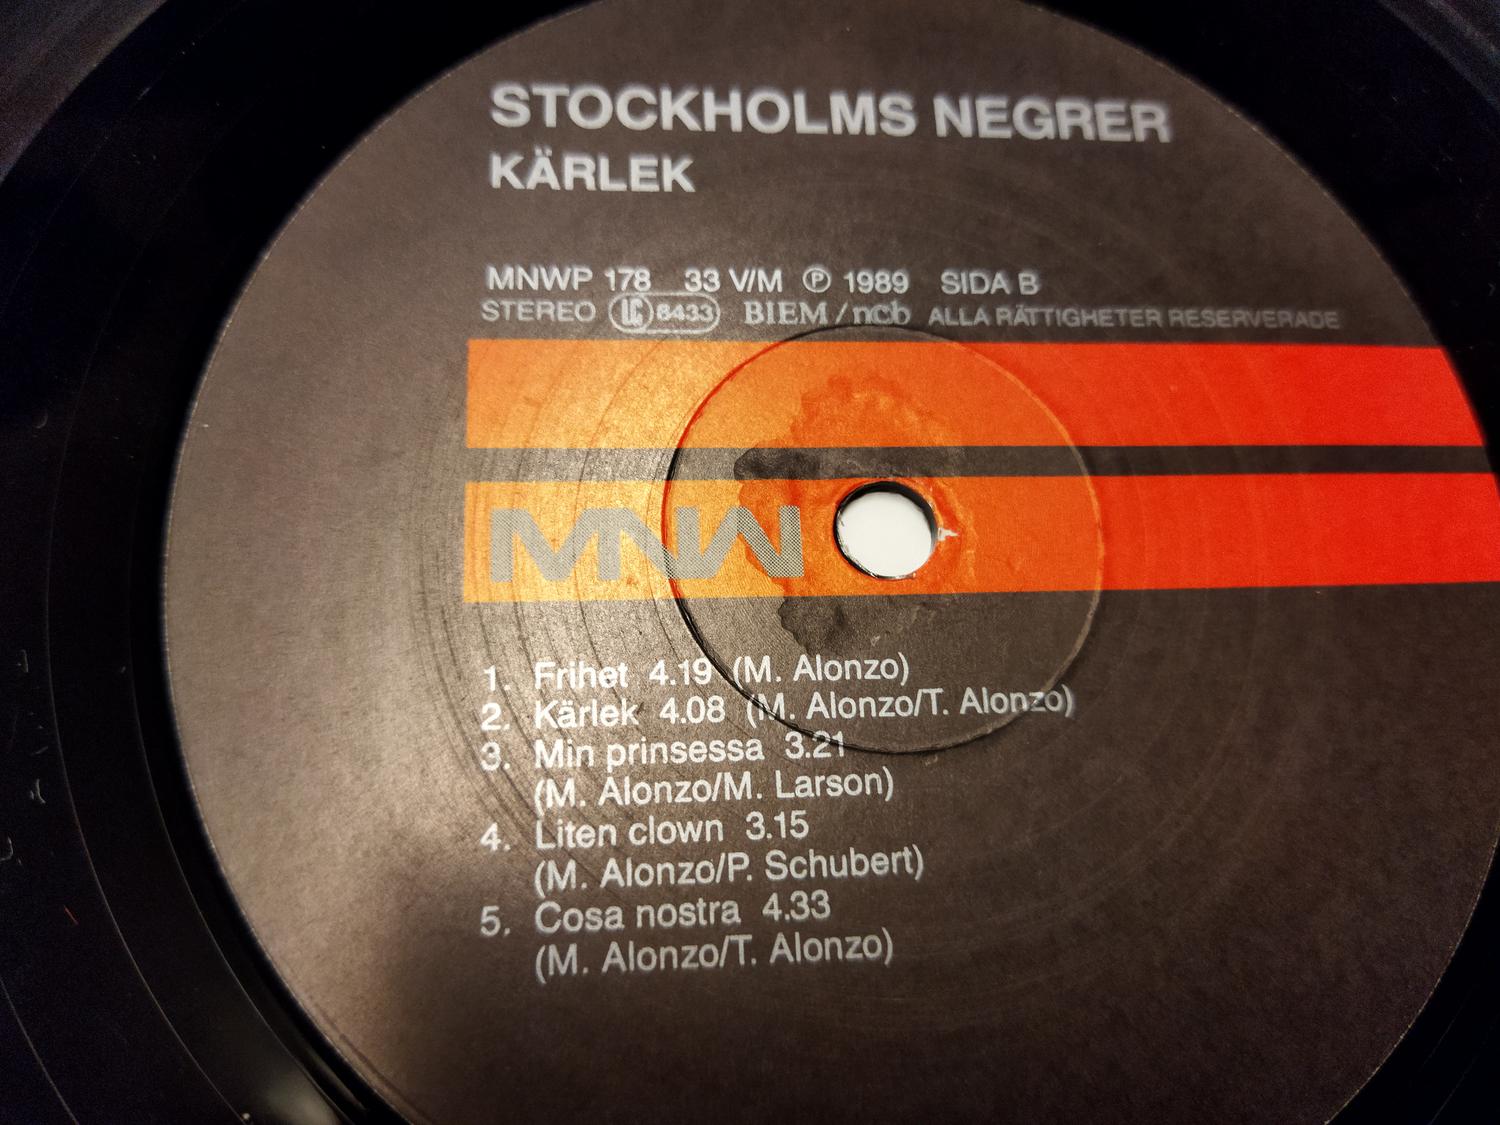 STOCKHOLMS NEGRER
KÄRLEK
MNWP 178 33 V/M Ⓟ 1989 SIDA B
STEREO LC 8433 BIEM/ncb ALLA RÄTTIGHETER RESERVERADE
MNW
1. Frihet 4.19 (M. Alonzo)
2. Kärlek 4.08 (M. Alonzo/T. Alonzo)
3. Min prinsessa 3.21
(M. Alonzo/M. Larson)
4. Liten clown 3.15
(M. Alonzo/P. Schubert)
5. Cosa nostra 4.33
(M. Alonzo/T. Alonzo)